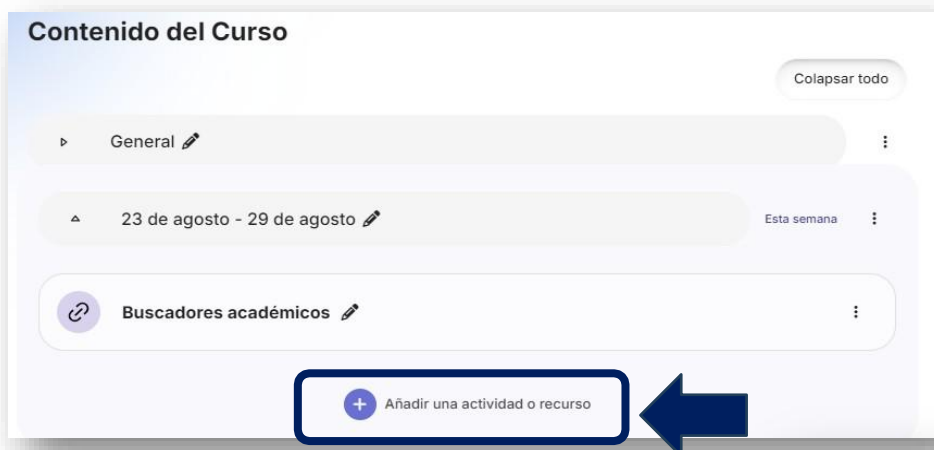 Contenido del Curso
Colapsar todo
General
23 de agosto - 29 de agosto
Esta semana
Buscadores académicos
Añadir una actividad o recurso